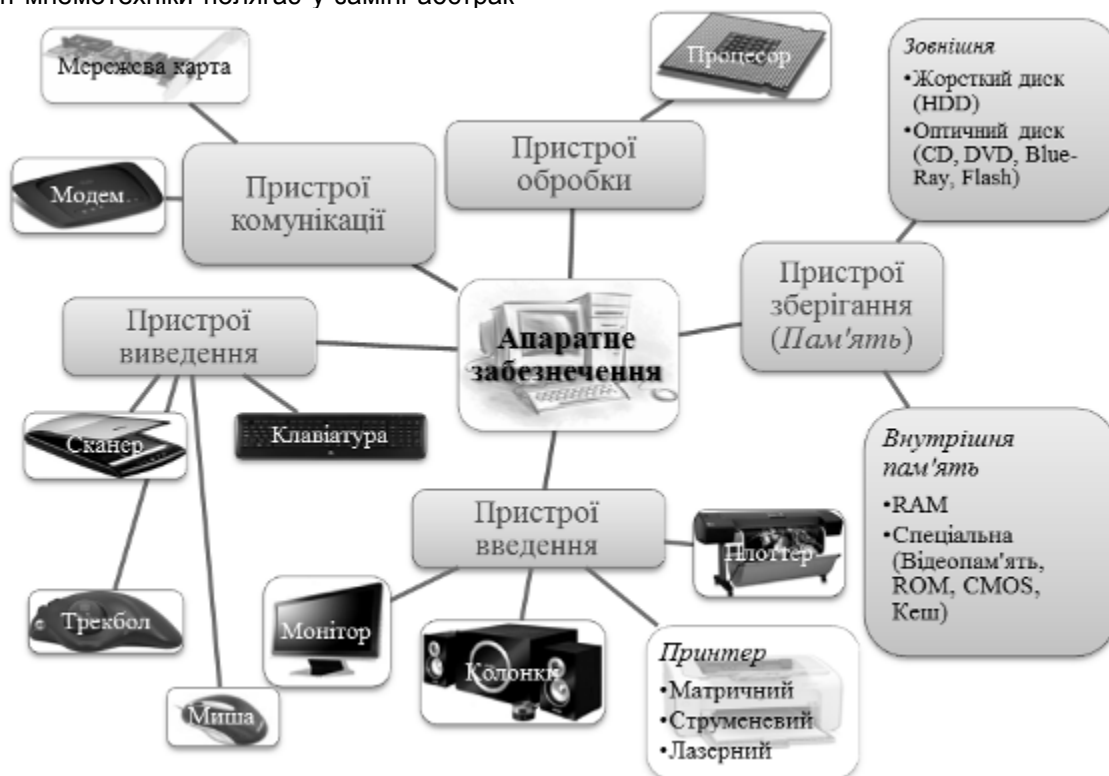 мнемотехніки полягає у заміні абстрак
Мережева карта
Процесор
Зовнішня
•Жорсткий диск
(HDD)
•Оптичний диск
(CD, DVD, Blue-
Ray, Flash)
Модем
Пристрої
комунікації
Пристрої
обробки
Пристрої
зберігання
(Пам'ять)
Апаратне
забезнечення
Пристрої
виведення
Сканер
Клавіатура
Трекбол
Миша
Пристрої
введення
Плоттер
Монітор
Колонки
Принтер
•Матричний
•Струменевий
•Лазерний
Внутрішня
пам'ять
•RAM
•Спеціальна
(Відеопам'ять,
ROM, CMOS,
Кеш)